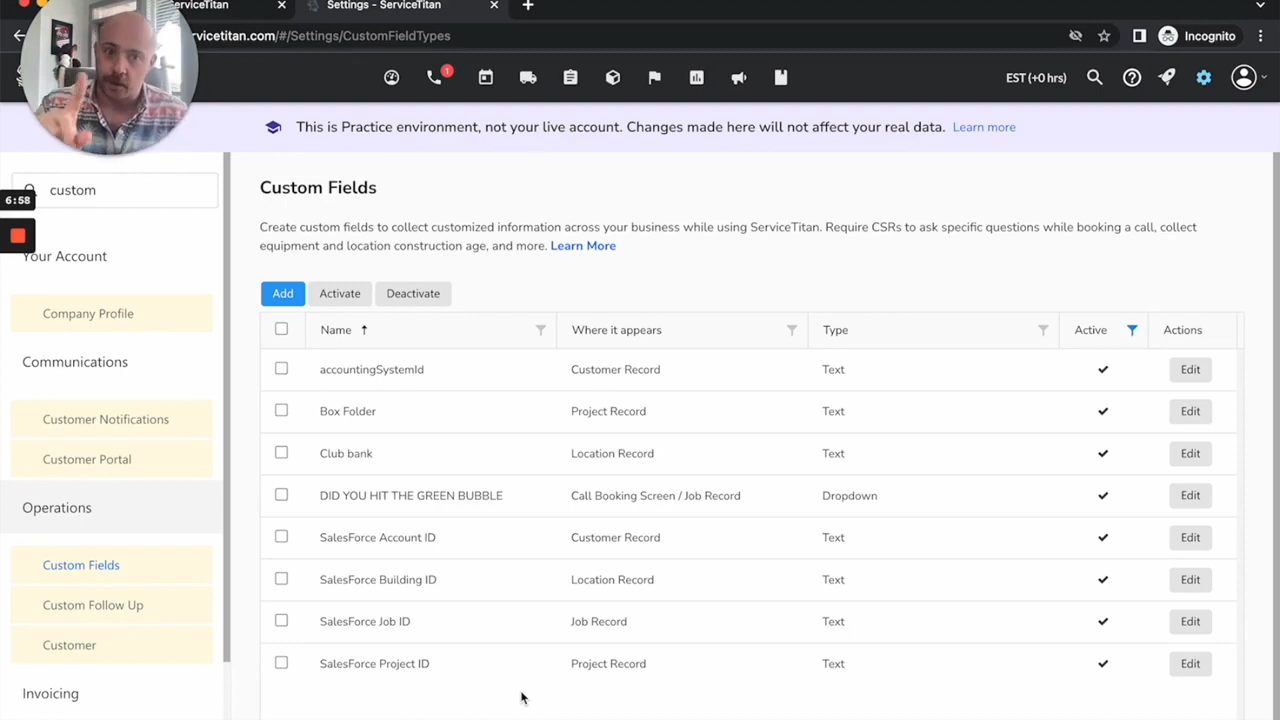 erviceTitan
Settings - ServiceTitan
rvicetitan.com/#/Settings/CustomFieldTypes
Incognito
1
EST (+0 hrs)
This is Practice environment, not your live account. Changes made here will not affect your real data. Learn more
custom
6:58
Your Account
Company Profile
Communications
Customer Notifications
Customer Portal
Operations
Custom Fields
Custom Follow Up
Customer
Invoicing
Custom Fields
Create custom fields to collect customized information across your business while using ServiceTitan. Require CSRs to ask specific questions while booking a call, collect
equipment and location construction age, and more. Learn More
Add Activate Deactivate
Name Where it appears Type Active Actions
accountingSystemId Customer Record Text Edit
Box Folder Project Record Text Edit
Club bank Location Record Text Edit
DID YOU HIT THE GREEN BUBBLE Call Booking Screen / Job Record Dropdown Edit
SalesForce Account ID Customer Record Text Edit
SalesForce Building ID Location Record Text Edit
SalesForce Job ID Job Record Text Edit
SalesForce Project ID Project Record Text Edit